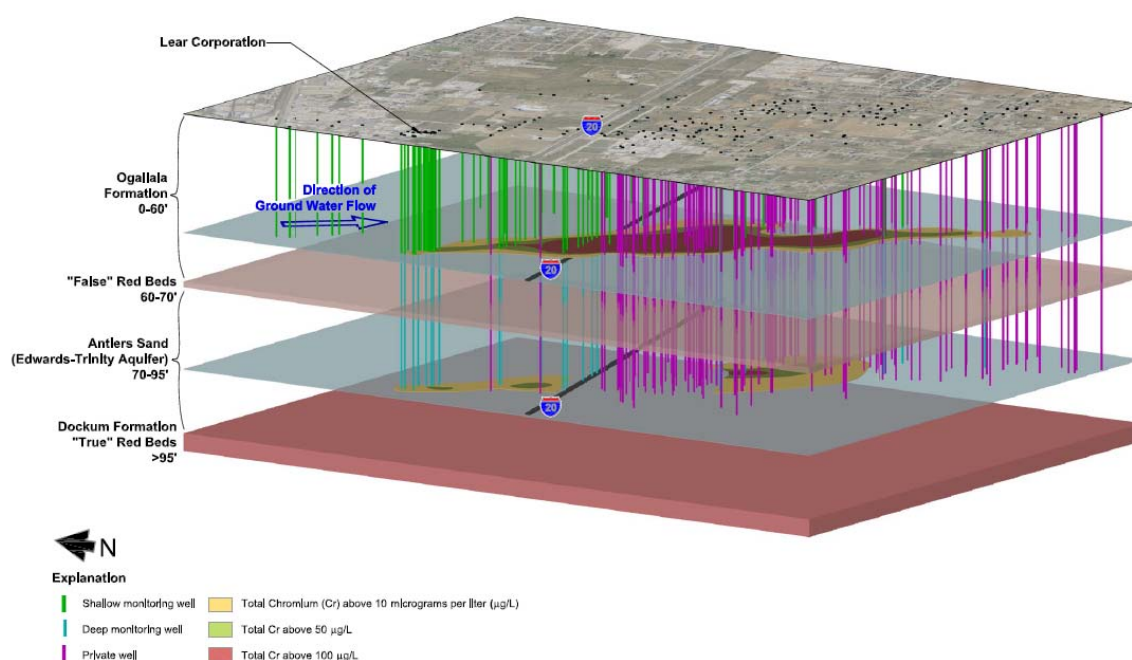 Lear Corporation
20
Ogallala
Formation
0-60'
Direction of
Ground Water Flow
"False" Red Beds
60-70'
20
Antlers Sand
(Edwards-Trinity Aquifer)
70-95'
20
Dockum Formation
"True" Red Beds
>95'
N
Explanation
Shallow monitoring well
Total Chromium (Cr) above 10 micrograms per liter (µg/L)
Deep monitoring well
Total Cr above 50 µg/L
Private well
Total Cr above 100 µg/L